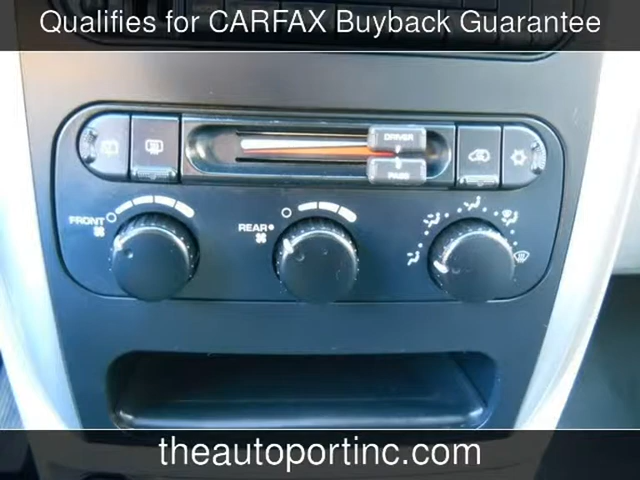 Qualifies for CARFAX Buyback Guarantee
DRIVER
PASS
FRONT
REAR
theautoportinc.com